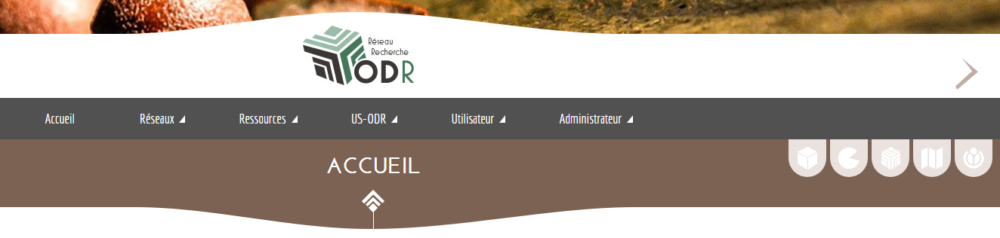 Réseau
Recherche
ODR
Accueil
Réseaux
Ressources
US-ODR
Utilisateur
Administrateur
ACCUEIL